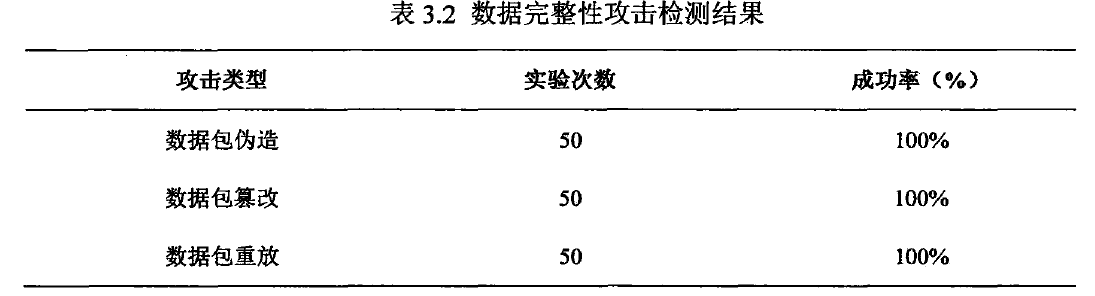 表 3.2 数据完整性攻击检测结果
攻击类型 实验次数 成功率（%）
数据包伪造 50 100%
数据包篡改 50 100%
数据包重放 50 100%